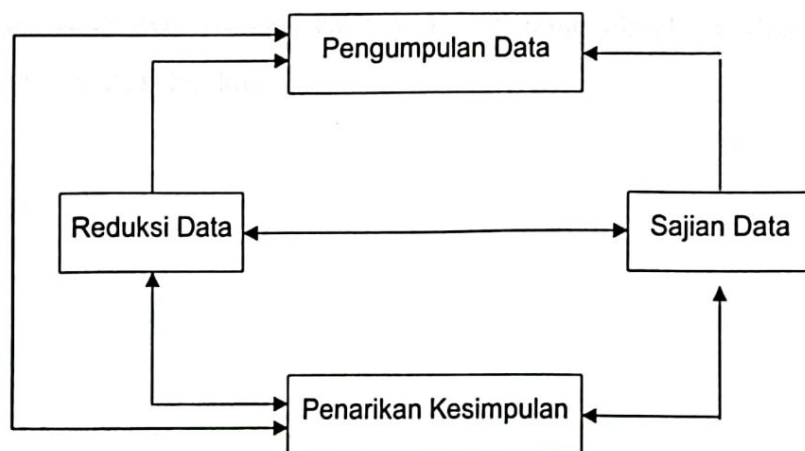 Pengumpulan Data
Reduksi Data
Sajian Data
Penarikan Kesimpulan